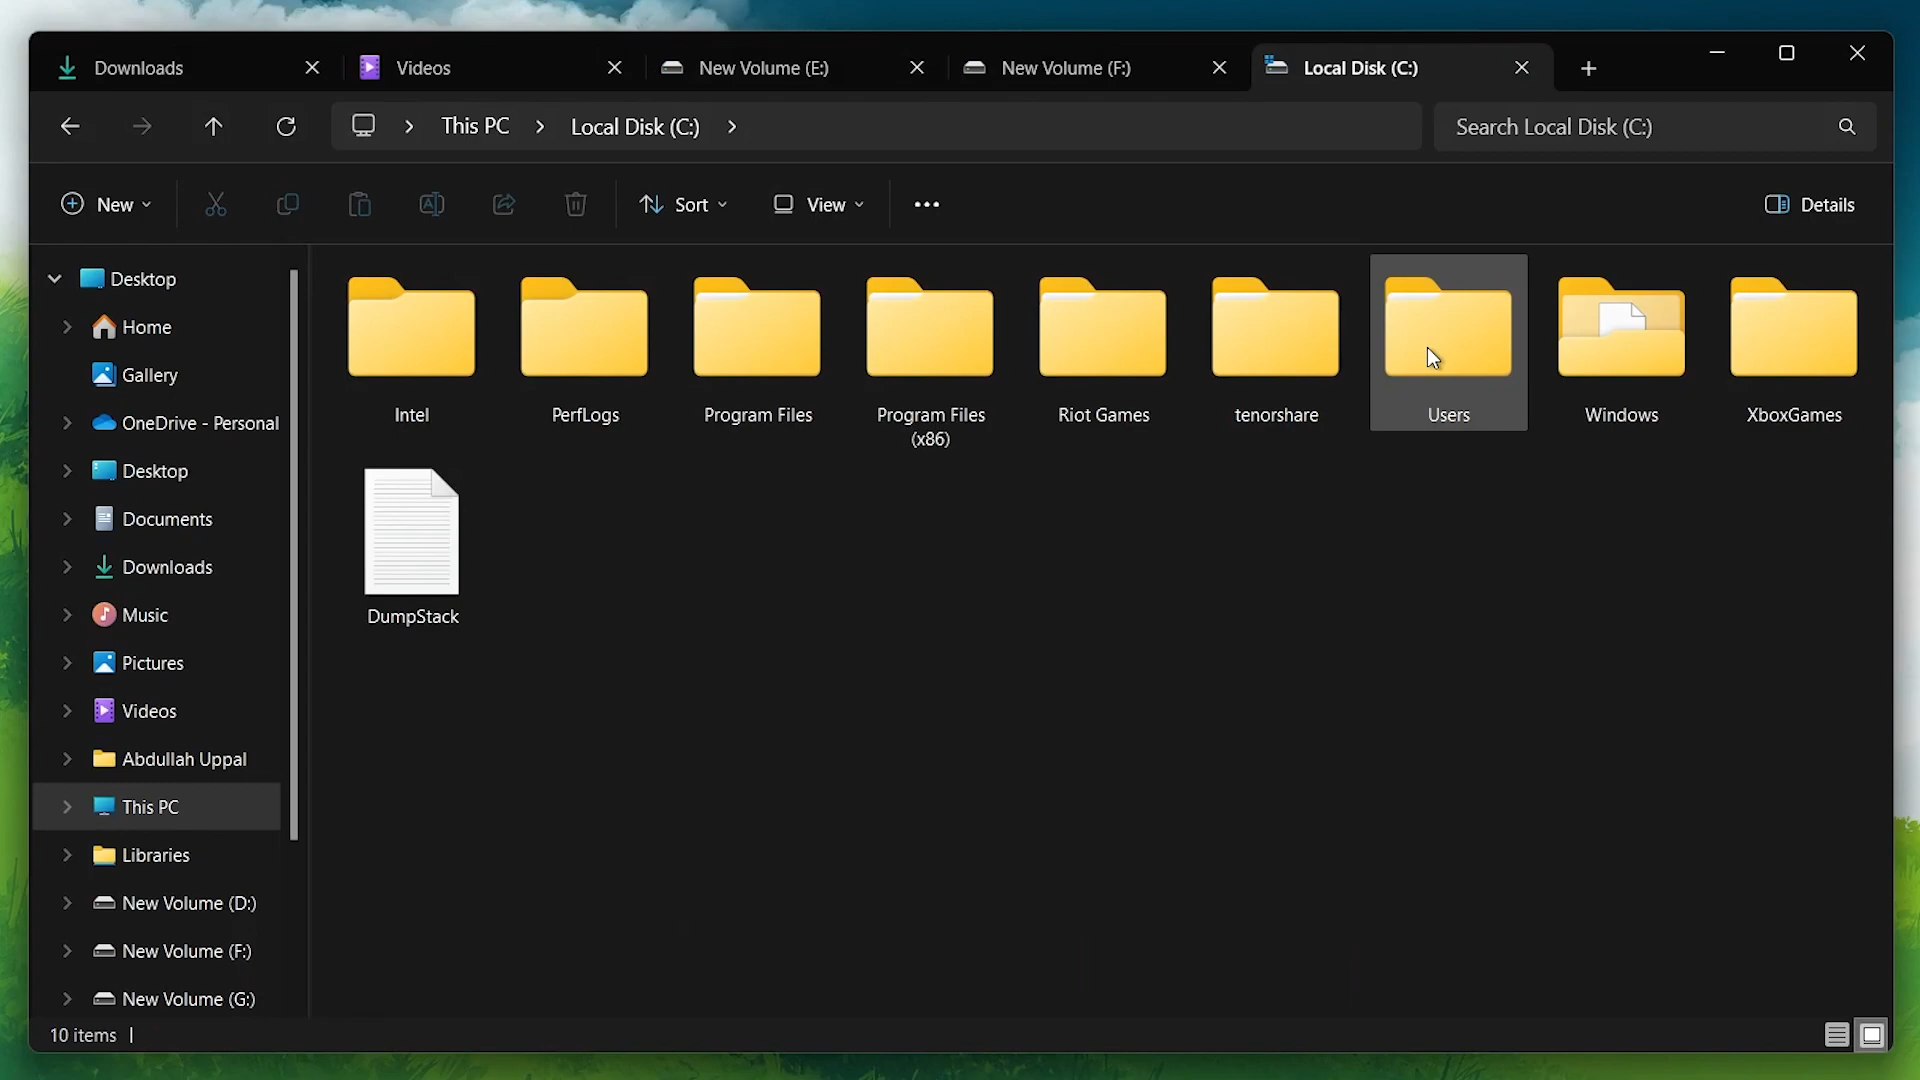 Downloads
Videos
New Volume (E:)
New Volume (F:)
Local Disk (C:)
This PC
Local Disk (C:)
Search Local Disk (C:)
New
Sort
View
Details
Desktop
Home
Gallery
OneDrive - Personal
Desktop
Documents
Downloads
Music
Pictures
Videos
Abdullah Uppal
This PC
Libraries
New Volume (D:)
New Volume (F:)
New Volume (G:)
Intel
PerfLogs
Program Files
Program Files
(x86)
Riot Games
tenorshare
Users
Windows
XboxGames
DumpStack
10 items